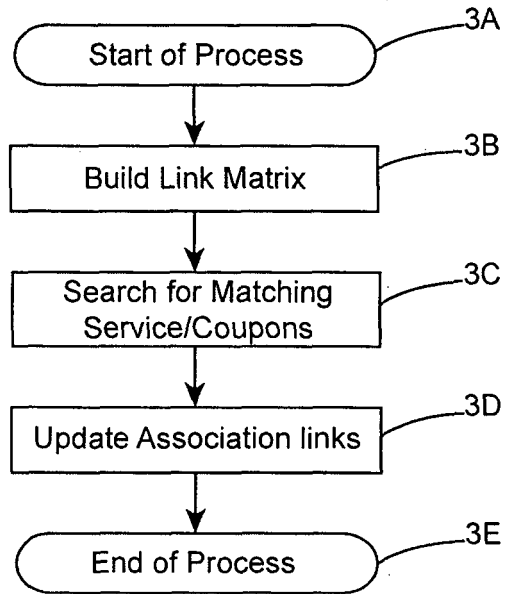 3A
Start of Process
3B
Build Link Matrix
3C
Search for Matching
Service/Coupons
3D
Update Association links
3E
End of Process